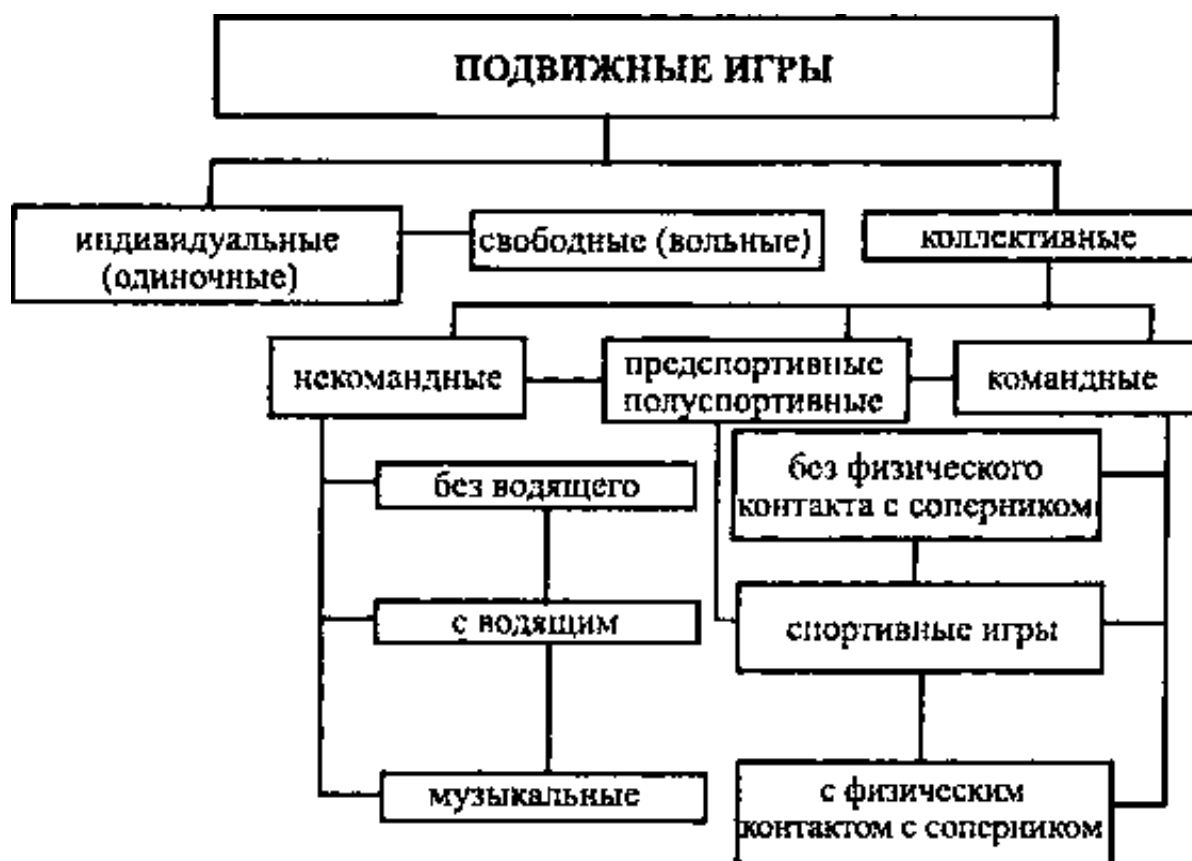 ПОДВИЖНЫЕ ИГРЫ
индивидуальные
(одиночные)
свободные (вольные)
коллективные
некомандные
предспортивные
полуспортивные
командные
без водящего
с водящим
музыкальные
без физического
контакта с соперником
спортивные игры
с физическим
контактом с соперником